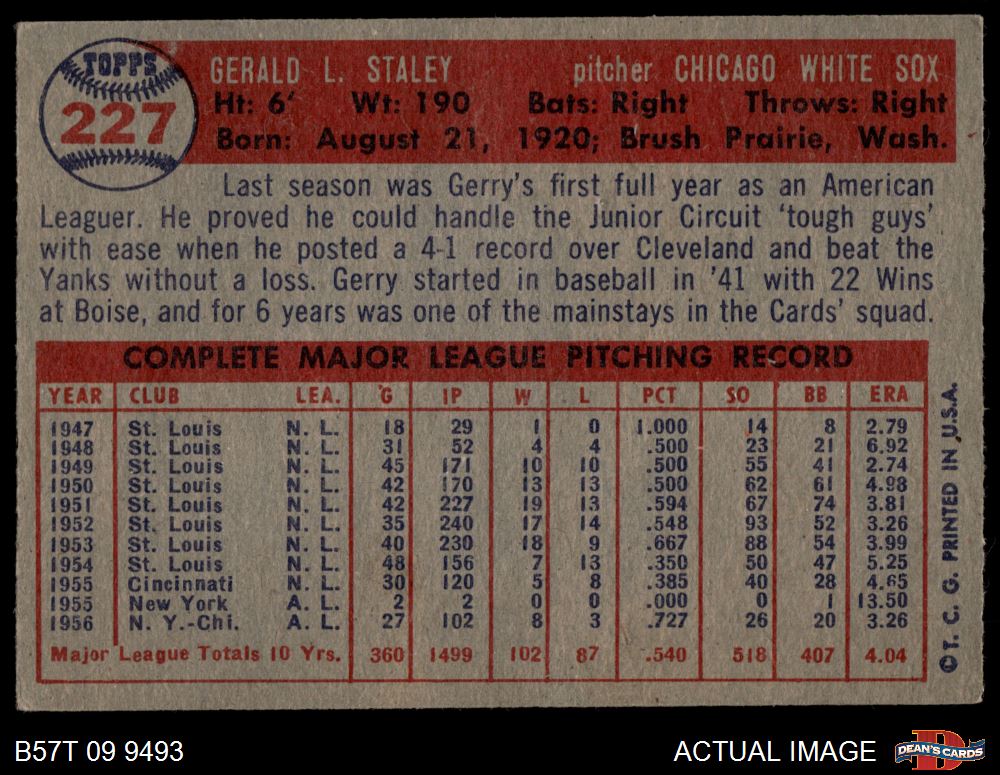 TOPPS
227
GERALD L. STALEY pitcher CHICAGO WHITE SOX
Ht: 6' Wt: 190 Bats: Right Throws: Right
Born: August 21, 1920; Brush Prairie, Wash.
Last season was Gerry's first full year as an American
Leaguer. He proved he could handle the Junior Circuit 'tough guys'
with ease when he posted a 4-1 record over Cleveland and beat the
Yanks without a loss. Gerry started in baseball in '41 with 22 Wins
at Boise, and for 6 years was one of the mainstays in the Cards' squad.
COMPLETE MAJOR LEAGUE PITCHING RECORD
YEAR CLUB LEA. G IP W L PCT SO BB ERA
1947 St. Louis N. L. 18 29 1 0 1.000 14 8 2.79
1948 St. Louis N. L. 31 52 4 4 .500 23 21 6.92
1949 St. Louis N. L. 45 171 10 10 .500 55 41 2.74
1950 St. Louis N. L. 42 170 13 13 .500 62 61 4.98
1951 St. Louis N. L. 42 227 19 13 .594 67 74 3.81
1952 St. Louis N. L. 35 240 17 14 .548 93 52 3.26
1953 St. Louis N. L. 40 230 18 9 .667 88 54 3.99
1954 St. Louis N. L. 48 156 7 13 .350 50 47 5.25
1955 Cincinnati N. L. 30 120 5 8 .385 40 28 4.65
1955 New York A. L. 2 2 0 0 .000 0 1 13.50
1956 N. Y.-Chi. A. L. 27 102 8 3 .727 26 20 3.26
Major League Totals 10 Yrs. 360 1499 102 87 .540 518 407 4.04
©T. C. G. PRINTED IN U.S.A.
B57T 09 9493
ACTUAL IMAGE
DEAN'S CARDS